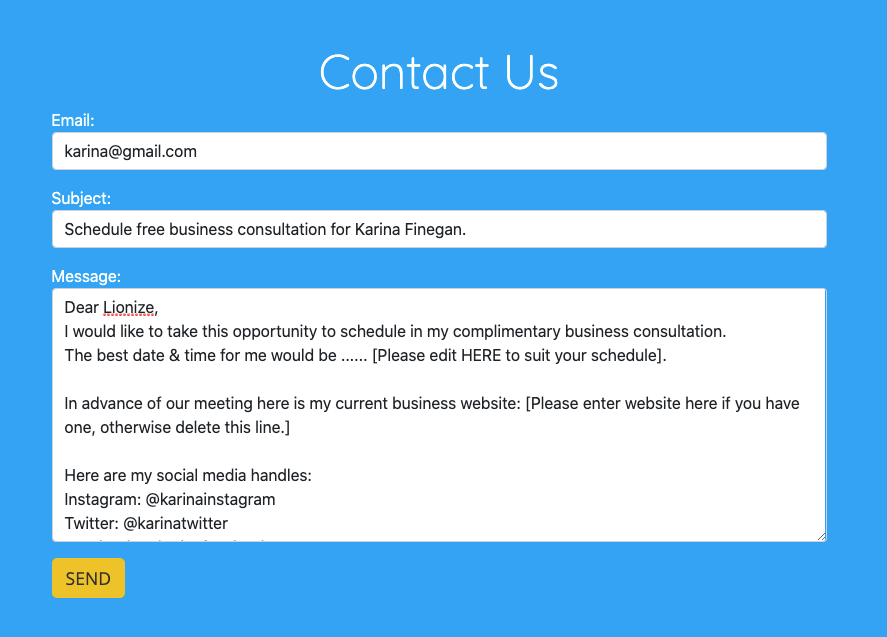 Contact Us
Email:
karina@gmail.com
Subject:
Schedule free business consultation for Karina Finegan.
Message:
Dear Lionize,
I would like to take this opportunity to schedule in my complimentary business consultation.
The best date & time for me would be ...... [Please edit HERE to suit your schedule].
In advance of our meeting here is my current business website: [Please enter website here if you have
one, otherwise delete this line.]
Here are my social media handles:
Instagram: @karinainstagram
Twitter: @karinatwitter
SEND